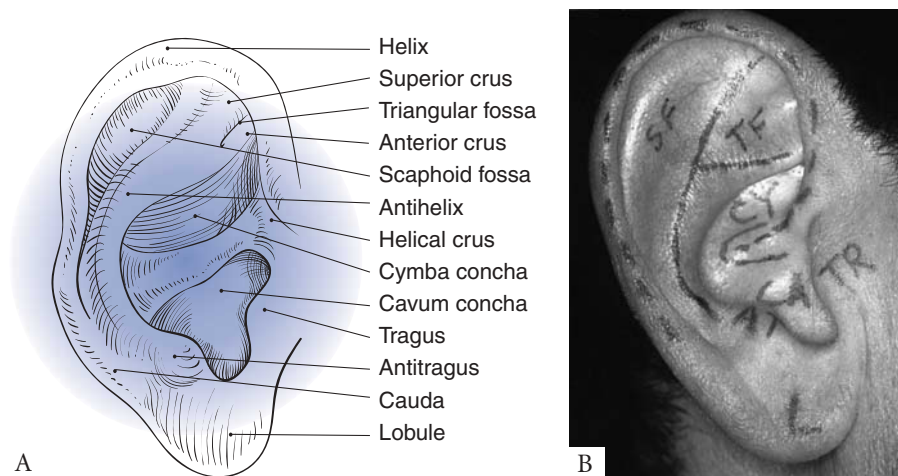 Helix
Superior crus
Triangular fossa
Anterior crus
Scaphoid fossa
Antihelix
Helical crus
Cymba concha
Cavum concha
Tragus
Antitragus
Cauda
Lobule
A
SF
TF
CY
TR
AT
L
B